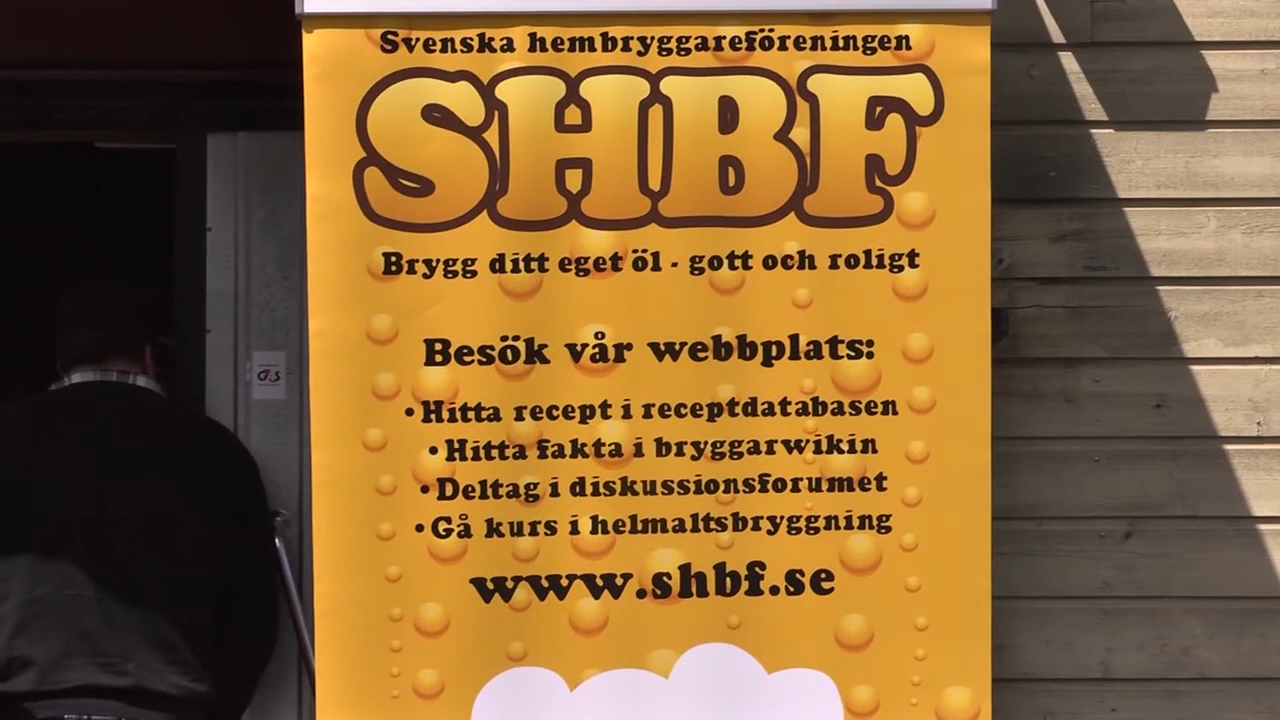 Svenska hembryggareföreningen
SHBF
Brygg ditt eget öl - gott och roligt
Besök vår webbplats:
• Hitta recept i receptdatabasen
• Hitta fakta i bryggarwikin
• Deltag i diskussionsforumet
• Gå kurs i helmaltsbryggning
www.shbf.se
G4S